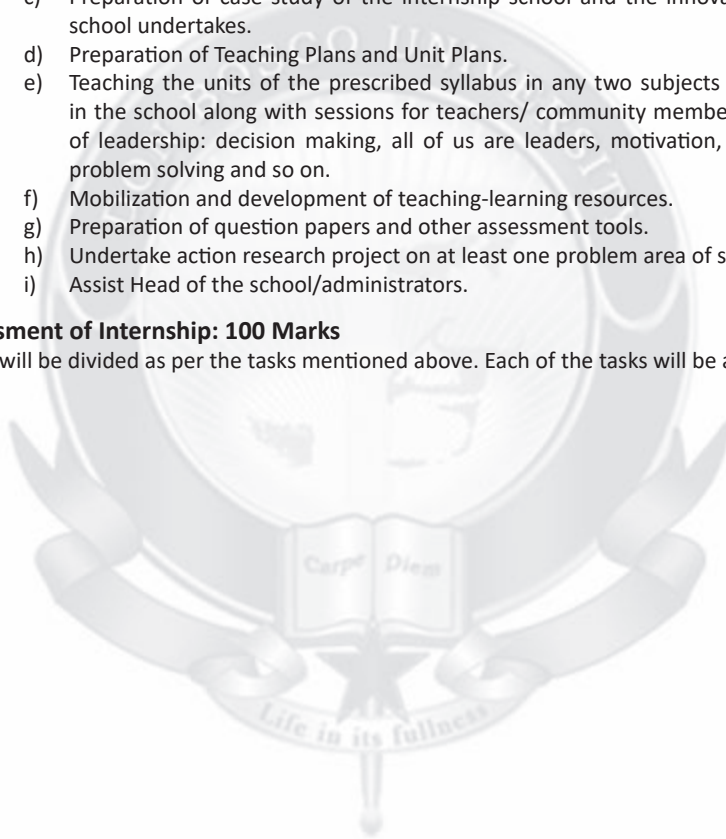 c) Preparation of case study of the internship school and the innova
school undertakes.
d) Preparation of Teaching Plans and Unit Plans.
e) Teaching the units of the prescribed syllabus in any two subjects
in the school along with sessions for teachers/ community membe
of leadership: decision making, all of us are leaders, motivation,
problem solving and so on.
f) Mobilization and development of teaching-learning resources.
g) Preparation of question papers and other assessment tools.
h) Undertake action research project on at least one problem area of s
i) Assist Head of the school/administrators.
sment of Internship: 100 Marks
will be divided as per the tasks mentioned above. Each of the tasks will be a
DON BOSCO UNIVERSITY
Carpe Diem
Life in its fullness